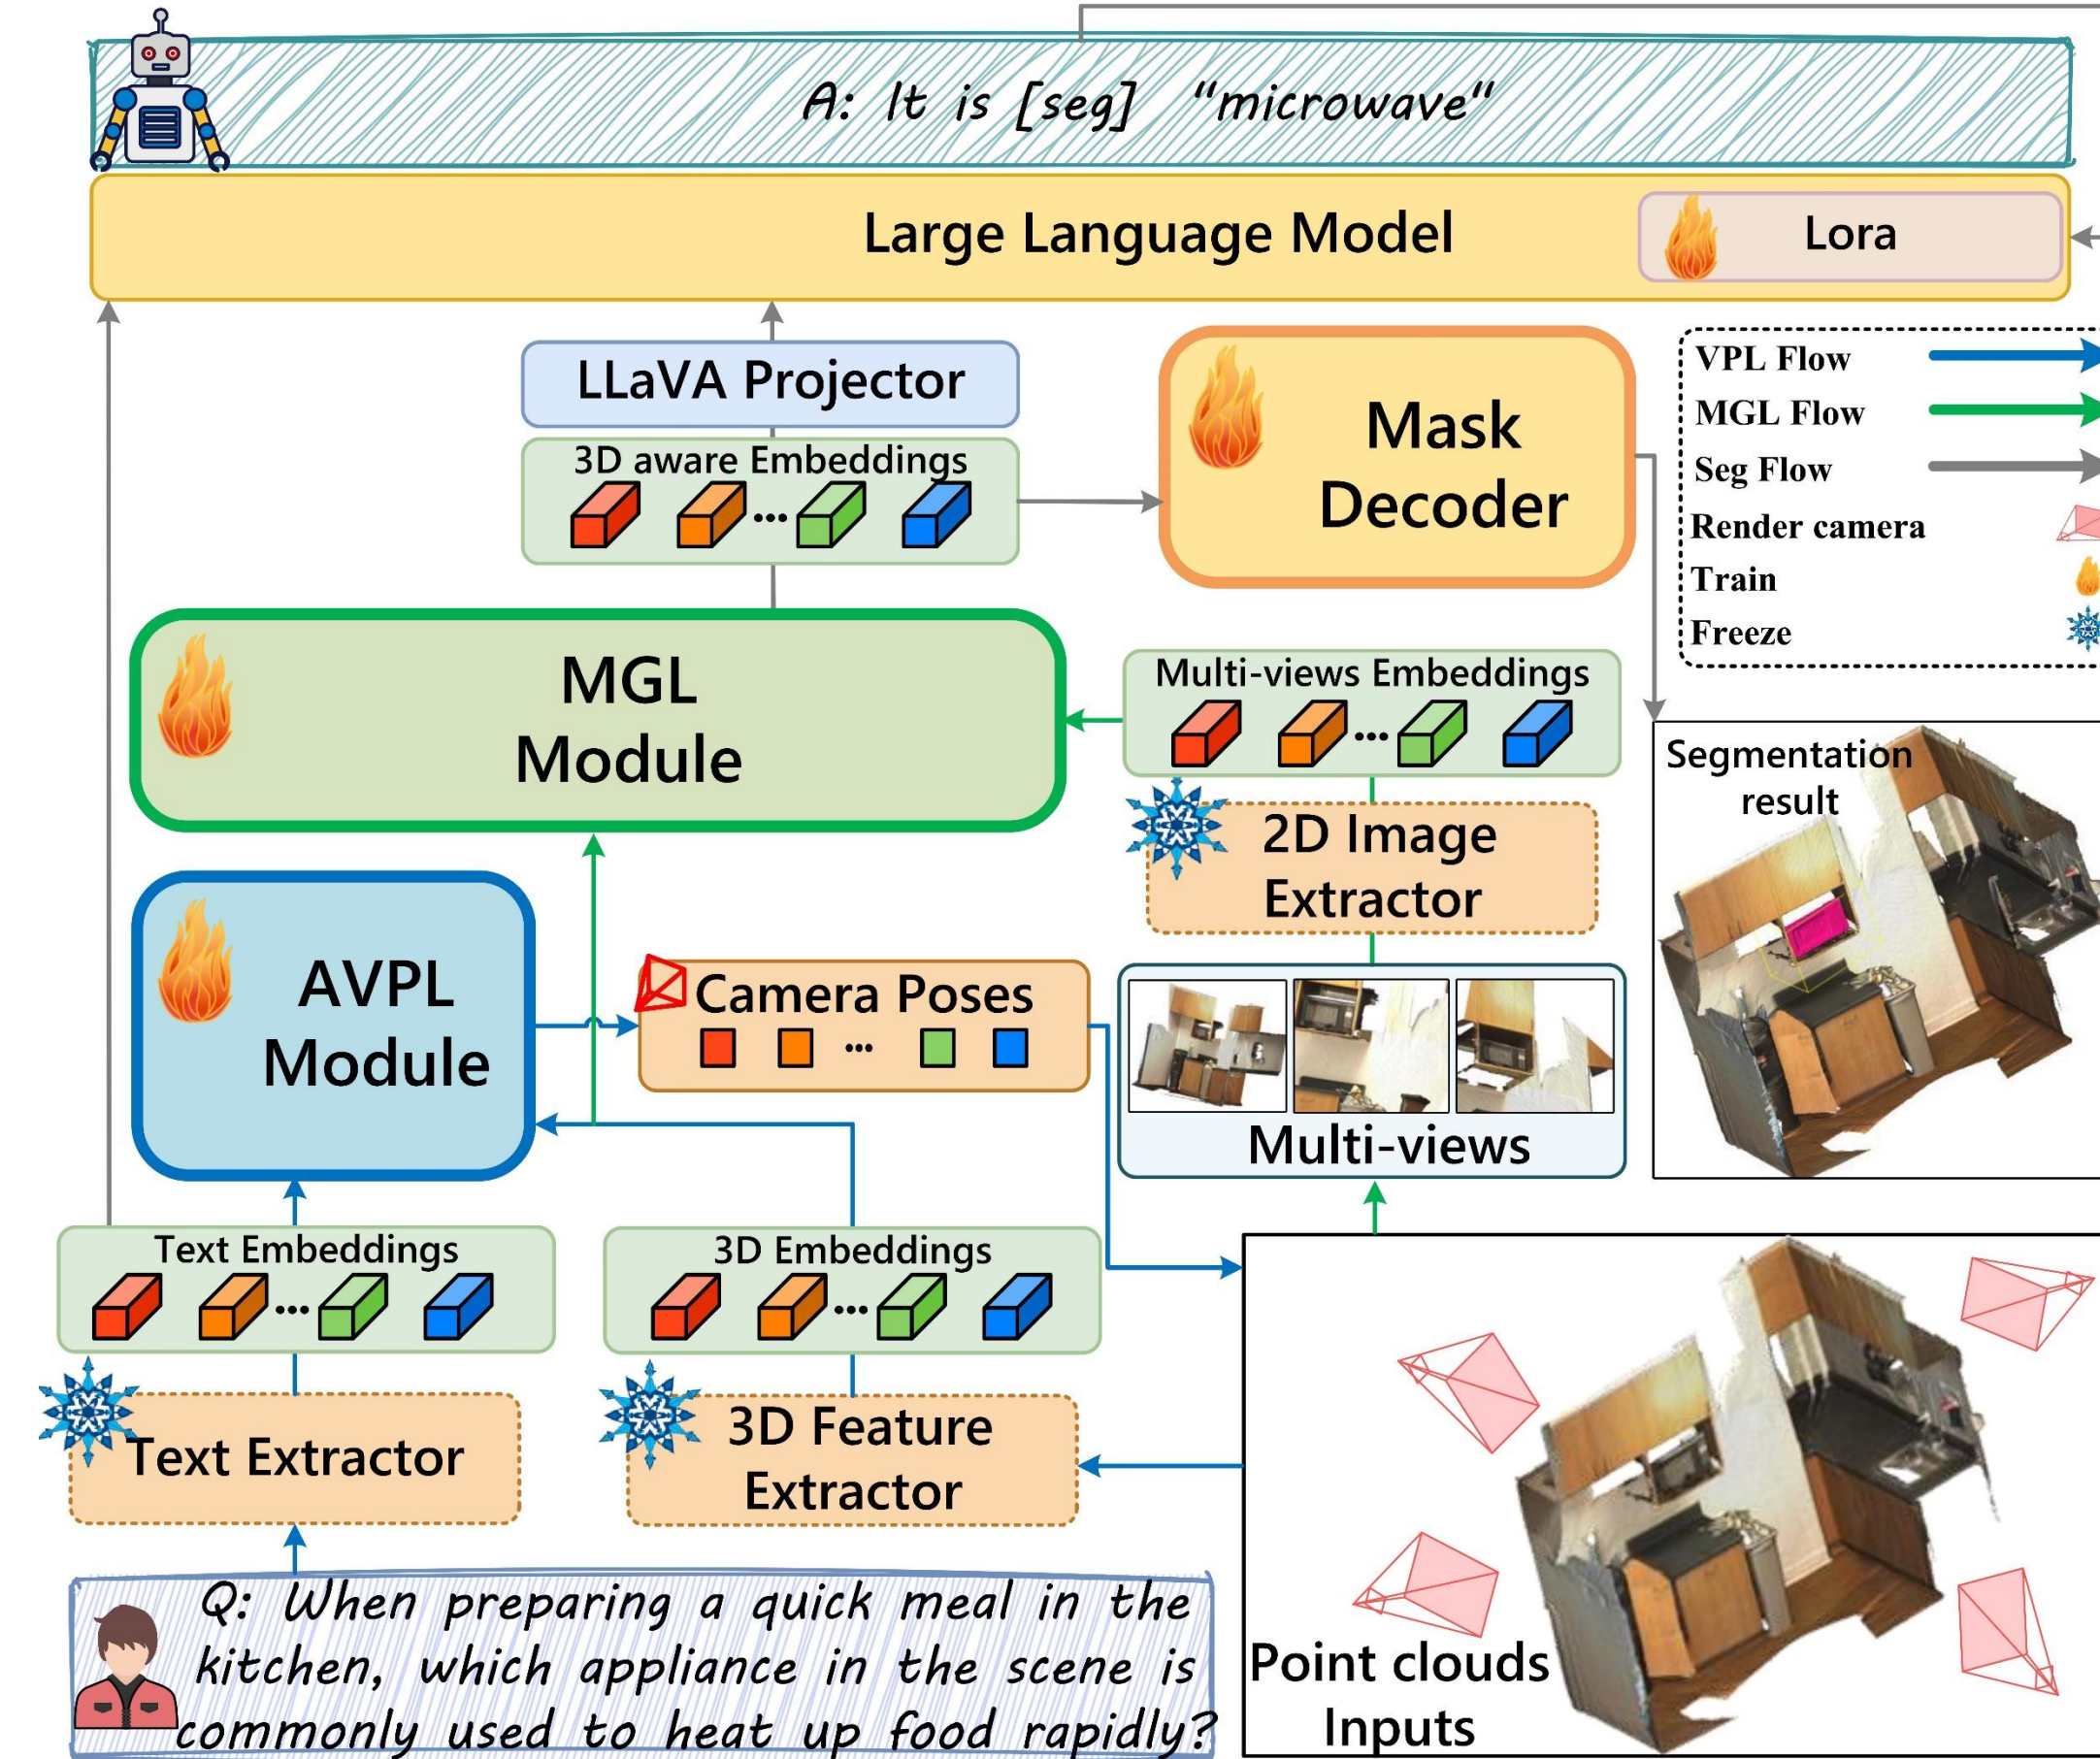 A: It is [seg] "microwave"
Large Language Model
Lora
LLaVA Projector
3D aware Embeddings
...
Mask
Decoder
VPL Flow
MGL Flow
Seg Flow
Render camera
Train
Freeze
MGL
Module
Multi-views Embeddings
...
2D Image
Extractor
Segmentation
result
AVPL
Module
Camera Poses
...
Multi-views
Text Embeddings
...
3D Embeddings
...
Text Extractor
3D Feature
Extractor
Q: When preparing a quick meal in the
kitchen, which appliance in the scene is
commonly used to heat up food rapidly?
Point clouds
Inputs